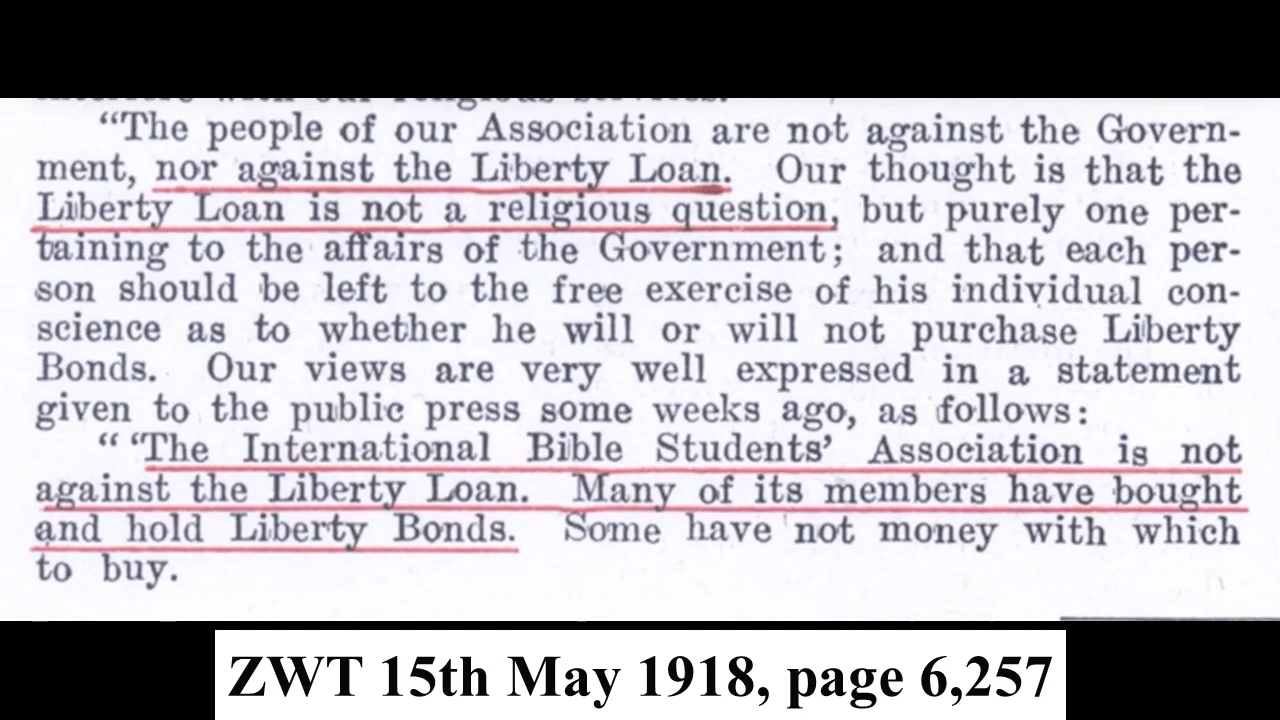 “The people of our Association are not against the Govern-
ment, nor against the Liberty Loan. Our thought is that the
Liberty Loan is not a religious question, but purely one per-
taining to the affairs of the Government; and that each per-
son should be left to the free exercise of his individual con-
science as to whether he will or will not purchase Liberty
Bonds. Our views are very well expressed in a statement
given to the public press some weeks ago, as follows:
“ ‘The International Bible Students’ Association is not
against the Liberty Loan. Many of its members have bought
and hold Liberty Bonds. Some have not money with which
to buy.
ZWT 15th May 1918, page 6,257